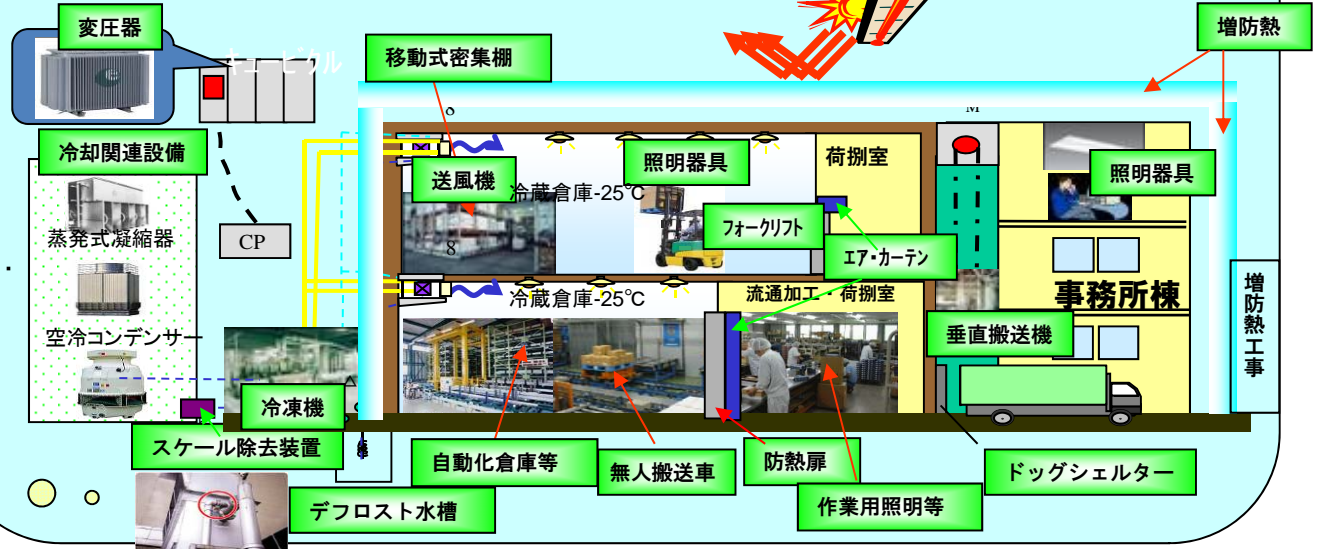 変圧器
キュービクル
移動式密集棚
増防熱
M
冷却関連設備
送風機
冷蔵倉庫-25℃
照明器具
荷捌室
照明器具
蒸発式凝縮器
CP
8
フォークリフト
エア・カーテン
冷蔵倉庫-25℃
流通加工・荷捌室
事務所棟
増防熱工事
空冷コンデンサー
垂直搬送機
冷凍機
スケール除去装置
自動化倉庫等
無人搬送車
防熱扉
ドッグシェルター
デフロスト水槽
作業用照明等